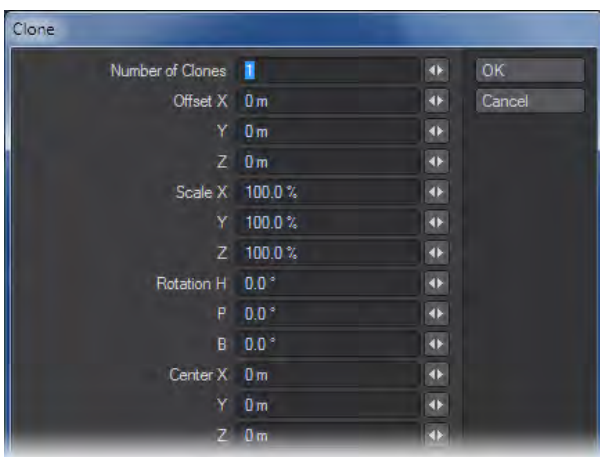 Clone
Number of Clones 1 OK
Offset X 0 m Cancel
Y 0 m
Z 0 m
Scale X 100.0 %
Y 100.0 %
Z 100.0 %
Rotation H 0.0 °
P 0.0 °
B 0.0 °
Center X 0 m
Y 0 m
Z 0 m